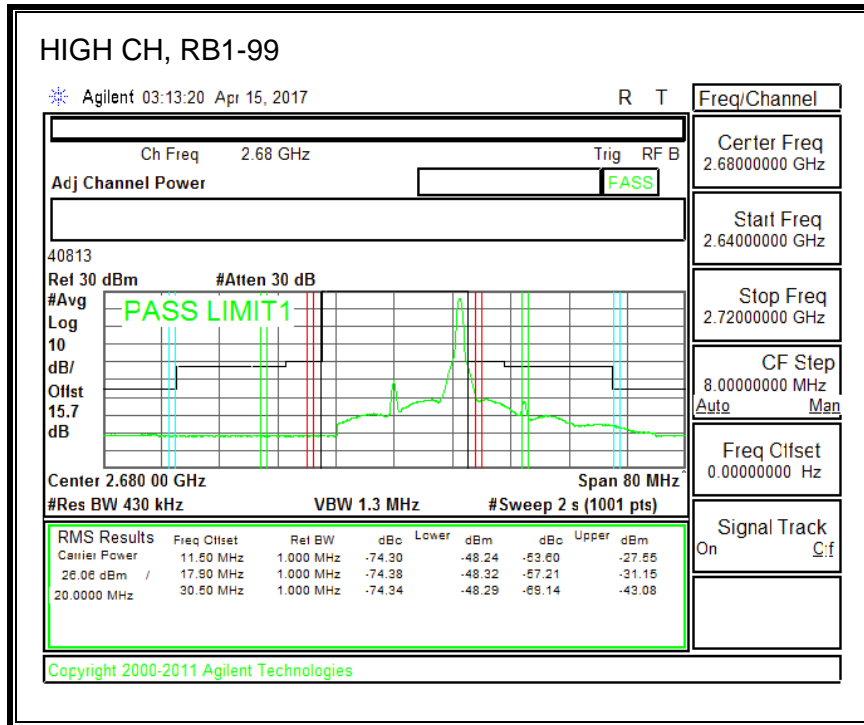 HIGH CH, RB1-99
Agilent 03:13:20 Apr 15, 2017 R T
Freq/Channel
Ch Freq 2.68 GHz Trig RF B
Adj Channel Power PASS
Center Freq
2.68000000 GHz
Start Freq
2.64000000 GHz
Stop Freq
2.72000000 GHz
CF Step
8.00000000 MHz
Auto Man
Freq Offset
0.00000000 Hz
Signal Track
On Off
40813
Ref 30 dBm #Atten 30 dB
#Avg
Log
10
dB/
Offst
15.7
dB
PASS LIMIT1
Center 2.680 00 GHz Span 80 MHz
#Res BW 430 kHz VBW 1.3 MHz #Sweep 2 s (1001 pts)
RMS Results Freq Offset Ref BW dBc Lower dBm dBc Upper dBm
Carrier Power 11.50 MHz 1.000 MHz -74.30 -48.24 -53.60 -27.55
26.06 dBm / 17.90 MHz 1.000 MHz -74.38 -48.32 -57.21 -31.15
20.0000 MHz 30.50 MHz 1.000 MHz -74.34 -48.29 -69.14 -43.08
Copyright 2000-2011 Agilent Technologies